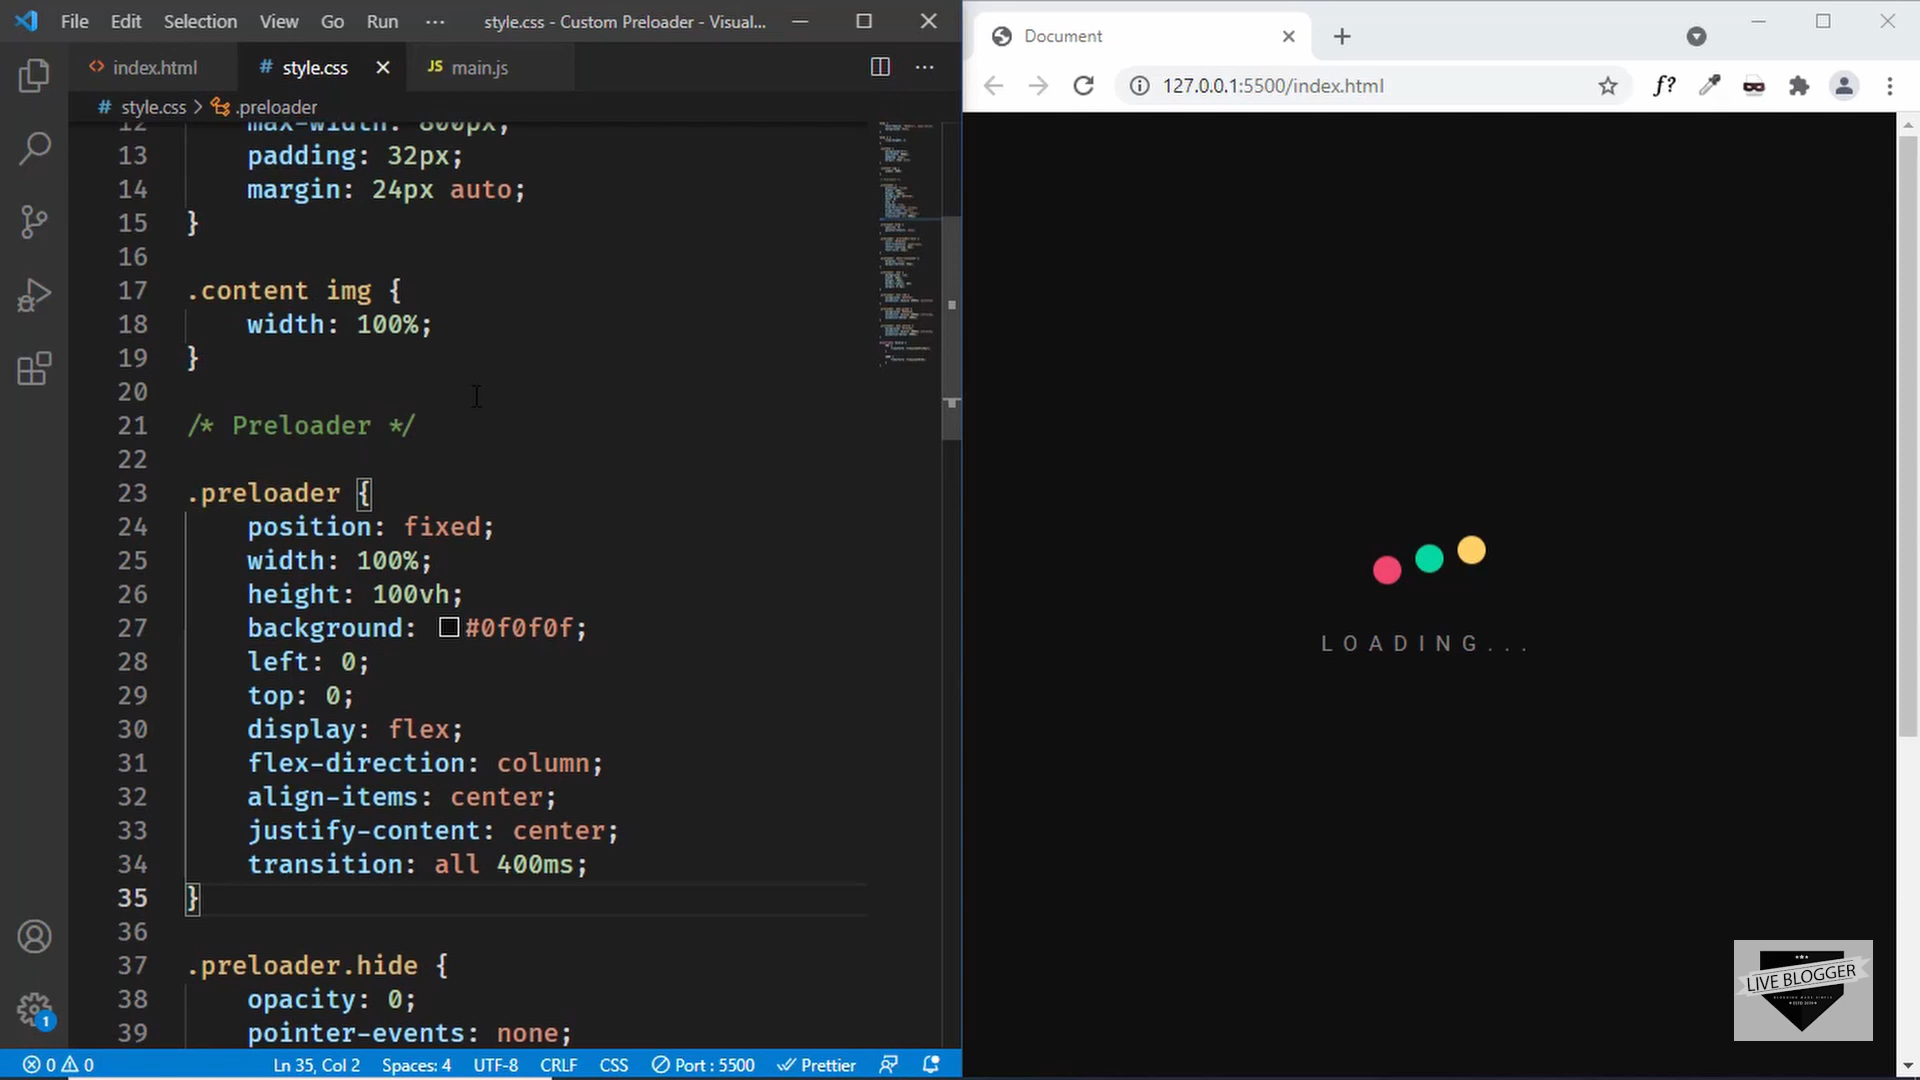 File Edit Selection View Go Run ··· style.css - Custom Preloader - Visual...
index.html
# style.css
JS main.js
# style.css > .preloader
12 max-width: 800px;
13 padding: 32px;
14 margin: 24px auto;
15 }
16
17 .content img {
18 width: 100%;
19 }
20
21 /* Preloader */
22
23 .preloader {
24 position: fixed;
25 width: 100%;
26 height: 100vh;
27 background: #0f0f0f;
28 left: 0;
29 top: 0;
30 display: flex;
31 flex-direction: column;
32 align-items: center;
33 justify-content: center;
34 transition: all 400ms;
35 }
36
37 .preloader.hide {
38 opacity: 0;
39 pointer-events: none;
1
0 0 Ln 35, Col 2 Spaces: 4 UTF-8 CRLF CSS Port : 5500 Prettier
Document
127.0.0.1:5500/index.html
f?
LOADING...
LIVE BLOGGER